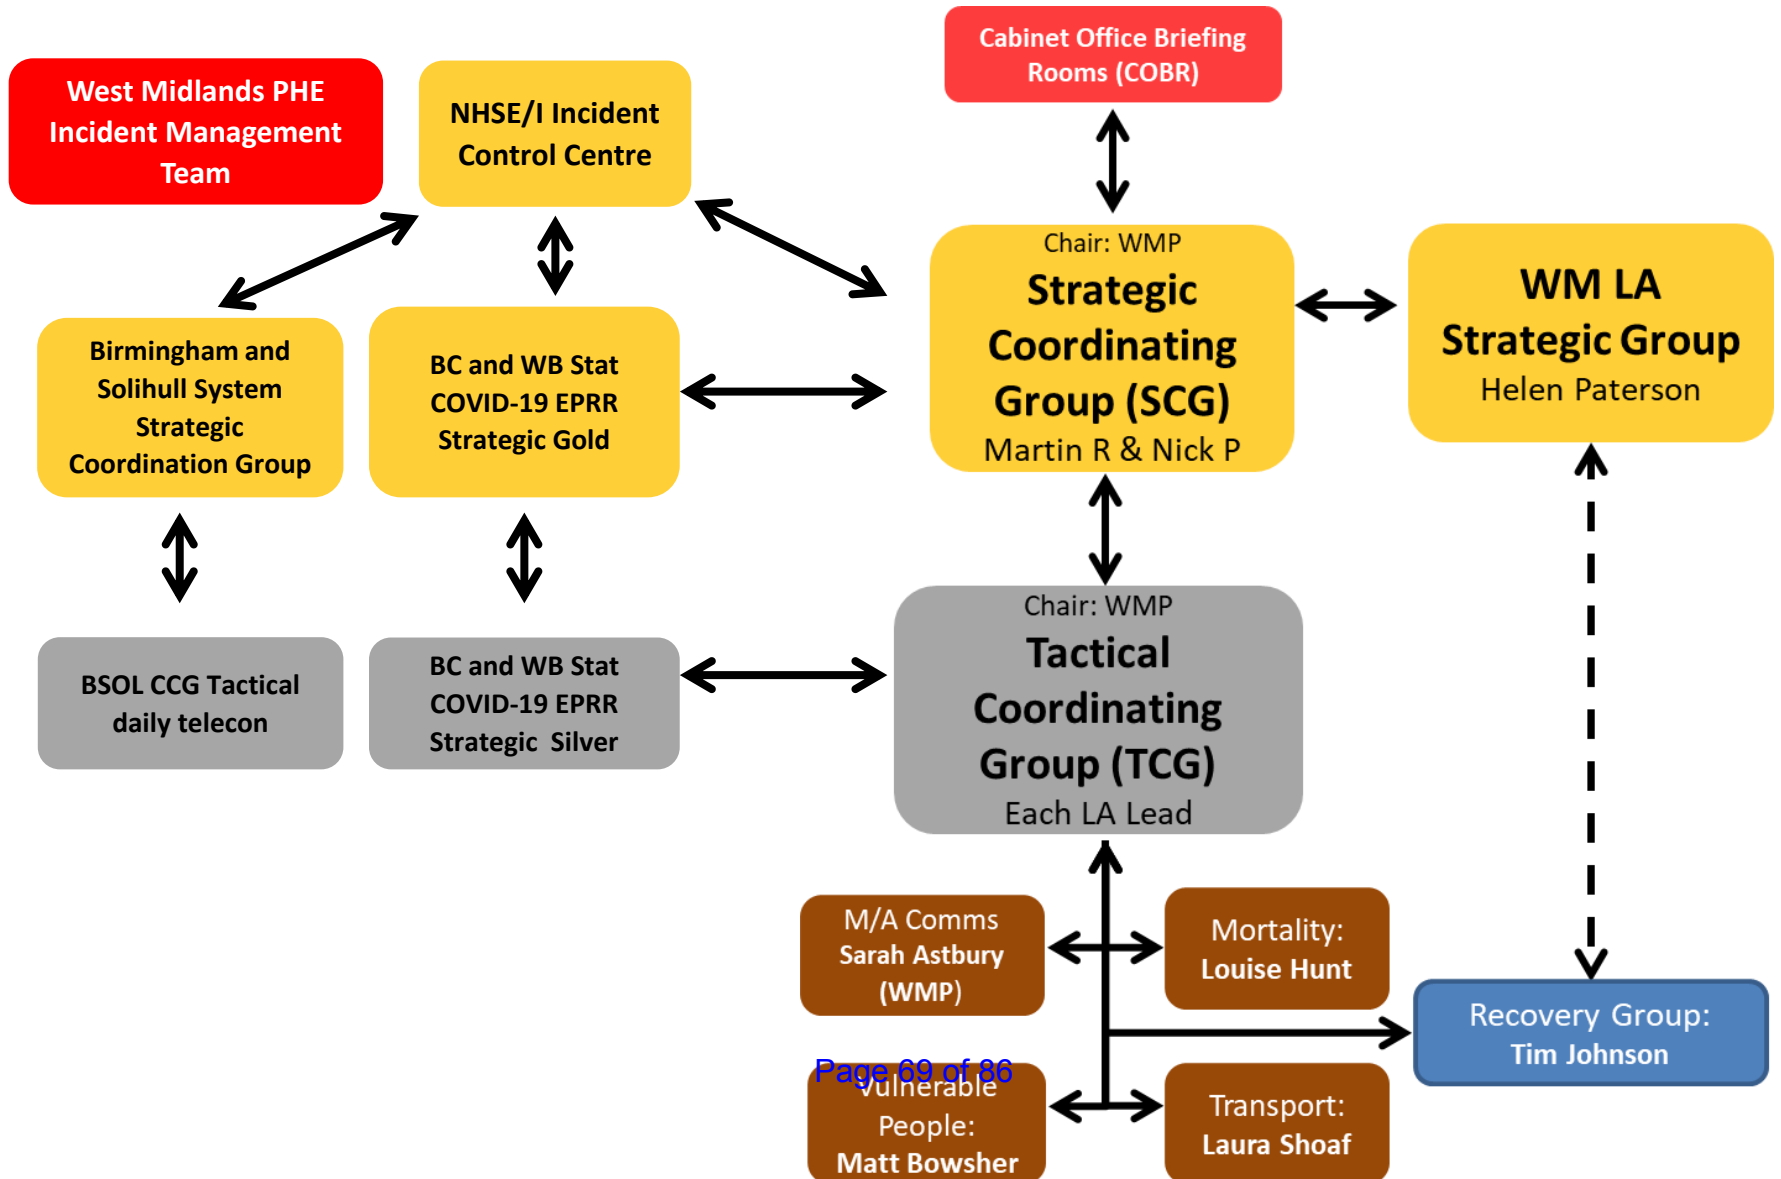 West Midlands PHE
Incident Management
Team
NHSE/I Incident
Control Centre
Cabinet Office Briefing
Rooms (COBR)
Birmingham and
Solihull System
Strategic
Coordination Group
BC and WB Stat
COVID-19 EPRR
Strategic Gold
Chair: WMP
Strategic
Coordinating
Group (SCG)
Martin R & Nick P
WM LA
Strategic Group
Helen Paterson
BSOL CCG Tactical
daily telecon
BC and WB Stat
COVID-19 EPRR
Strategic Silver
Chair: WMP
Tactical
Coordinating
Group (TCG)
Each LA Lead
M/A Comms
Sarah Astbury
(WMP)
Mortality:
Louise Hunt
Recovery Group:
Tim Johnson
Page 69 of 86
Vulnerable
People:
Matt Bowsher
Transport:
Laura Shoaf